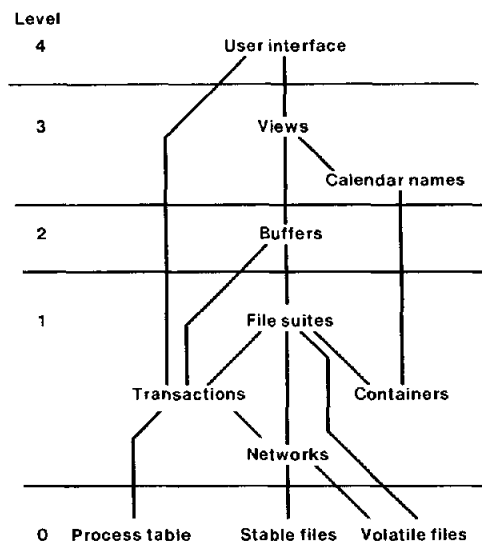 Level
4 User interface
3 Views
Calendar names
2 Buffers
1 File suites
Transactions Containers
Networks
0 Process table Stable files Volatile files